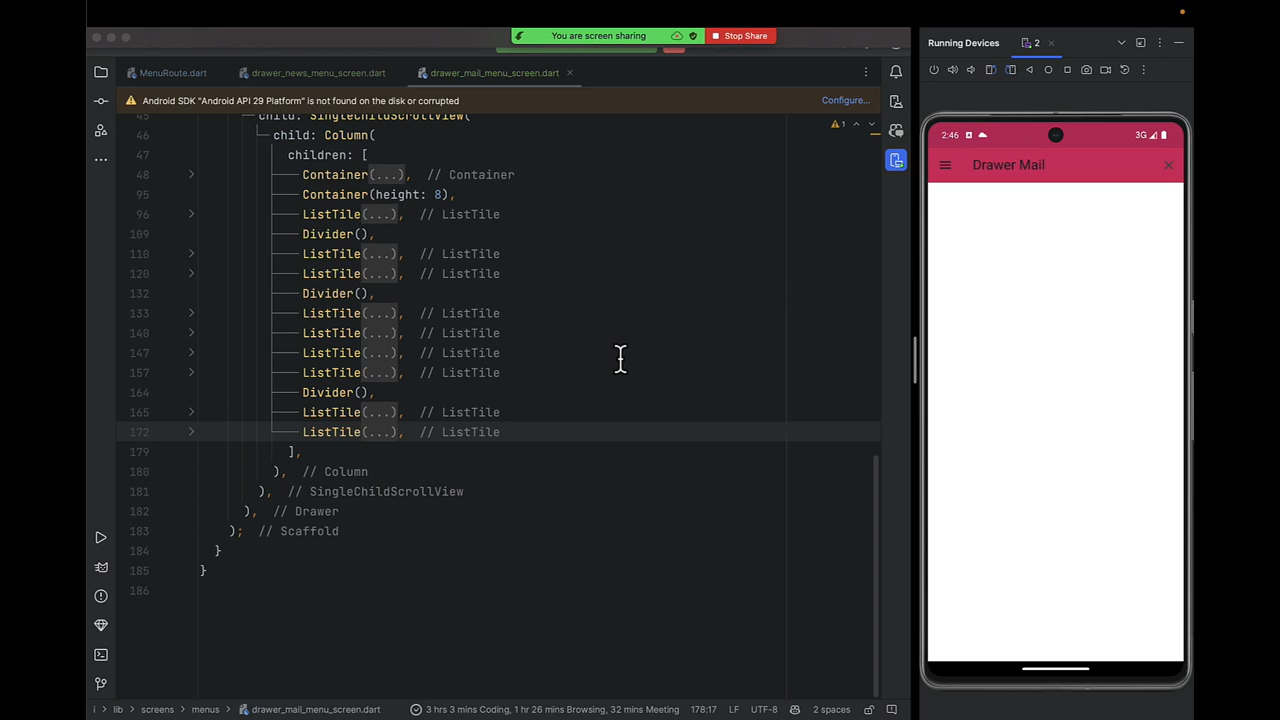 You are screen sharing
Stop Share
Running Devices
2
MenuRoute.dart
drawer_news_menu_screen.dart
drawer_mail_menu_screen.dart
Android SDK "Android API 29 Platform" is not found on the disk or corrupted
Configure...
45 child: SingleChildScrollView(
1
46 child: Column(
47 children: [
48 Container(...), // Container
95 Container(height: 8),
96 ListTile(...), // ListTile
109 Divider(),
110 ListTile(...), // ListTile
120 ListTile(...), // ListTile
132 Divider(),
133 ListTile(...), // ListTile
140 ListTile(...), // ListTile
147 ListTile(...), // ListTile
157 ListTile(...), // ListTile
164 Divider(),
165 ListTile(...), // ListTile
172 ListTile(...), // ListTile
179 ],
180 ), // Column
181 ), // SingleChildScrollView
182 ), // Drawer
183 ); // Scaffold
184 }
185 }
186
2:46
3G
Drawer Mail
lib > screens > menus > drawer_mail_menu_screen.dart
3 hrs 3 mins Coding, 1 hr 26 mins Browsing, 32 mins Meeting
178:17
LF
UTF-8
2 spaces